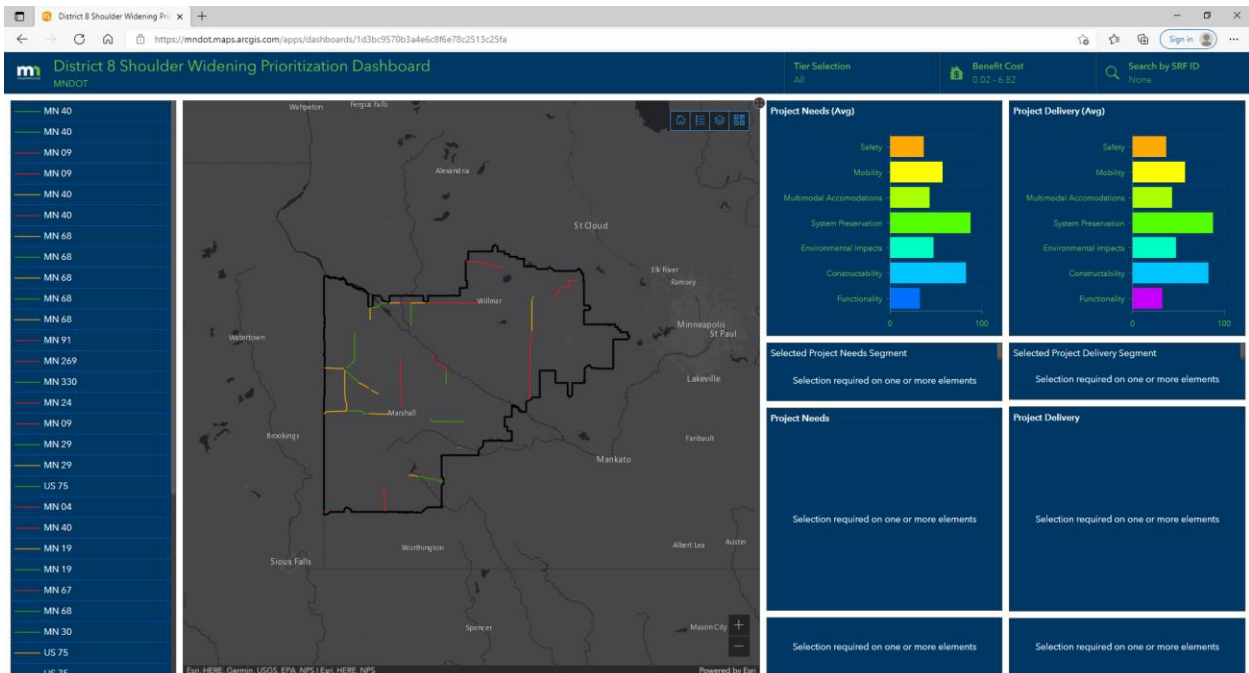 District 8 Shoulder Widening Pri
https://mndot.maps.arcgis.com/apps/dashboards/1d3bc9570b3a4e6c8f6e78c2513c25fa
Sign in
District 8 Shoulder Widening Prioritization Dashboard
MNDOT
Tier Selection
All
Benefit Cost
0.02 - 6.82
Search by SRF ID
None
MN 40
MN 40
MN 09
MN 09
MN 40
MN 40
MN 68
MN 68
MN 68
MN 68
MN 68
MN 91
MN 269
MN 330
MN 24
MN 09
MN 29
MN 29
US 75
MN 04
MN 40
MN 19
MN 19
MN 67
MN 68
MN 30
US 75
US 75
Wahpeton
Fergus Falls
Alexandria
St Cloud
Elk River
Ramsey
Willmar
Minneapolis
St Paul
Watertown
Lakeville
Marshall
Brookings
Faribault
Mankato
Worthington
Albert Lea
Austin
Sioux Falls
Spencer
Mason City
Esri, HERE, Garmin, USGS, EPA, NPS | Esri, HERE, NPS
Powered by Esri
Project Needs (Avg)
Safety
Mobility
Multimodal Accomodations
System Preservation
Environmental Impacts
Constructability
Functionality
0
100
Project Delivery (Avg)
Safety
Mobility
Multimodal Accomodations
System Preservation
Environmental Impacts
Constructability
Functionality
0
100
Selected Project Needs Segment
Selection required on one or more elements
Selected Project Delivery Segment
Selection required on one or more elements
Project Needs
Selection required on one or more elements
Project Delivery
Selection required on one or more elements
Selection required on one or more elements
Selection required on one or more elements